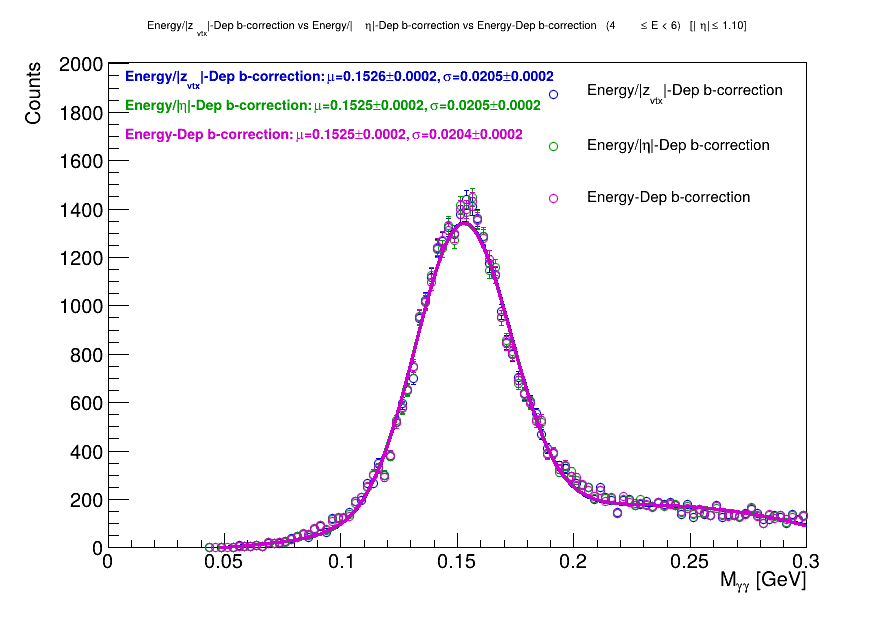 Energy/|z vtx|-Dep b-correction vs Energy/| η|-Dep b-correction vs Energy-Dep b-correction (4 ≤ E < 6) [| η| ≤ 1.10]
Energy/|z vtx|-Dep b-correction: μ=0.1526±0.0002, σ=0.0205±0.0002
Energy/|η|-Dep b-correction: μ=0.1525±0.0002, σ=0.0205±0.0002
Energy-Dep b-correction: μ=0.1525±0.0002, σ=0.0204±0.0002
Energy/|z vtx|-Dep b-correction
Energy/|η|-Dep b-correction
Energy-Dep b-correction
Counts
2000
1800
1600
1400
1200
1000
800
600
400
200
0
0 0.05 0.1 0.15 0.2 0.25 0.3
Mγγ [GeV]